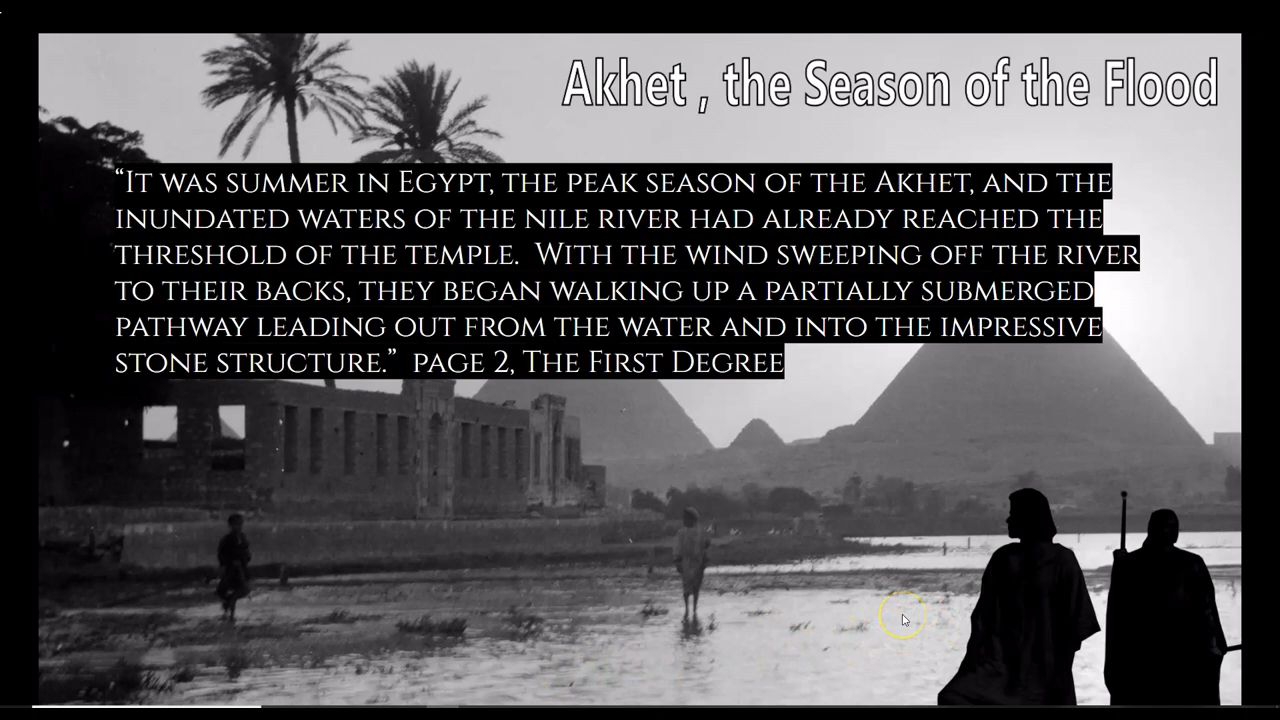 Akhet , the Season of the Flood
“It was summer in Egypt, the peak season of the Akhet, and the
inundated waters of the nile river had already reached the
threshold of the temple.  With the wind sweeping off the river
to their backs, they began walking up a partially submerged
pathway leading out from the water and into the impressive
stone structure.”  page 2, The First Degree